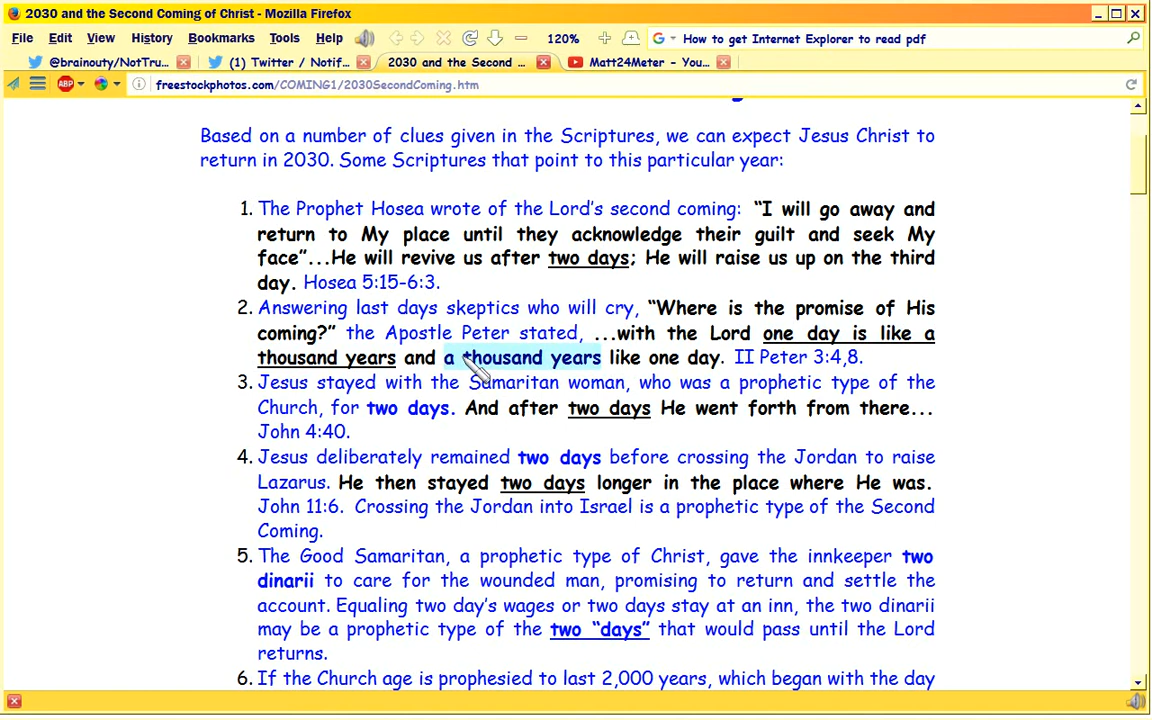 2030 and the Second Coming of Christ - Mozilla Firefox
File Edit View History Bookmarks Tools Help 120% How to get Internet Explorer to read pdf
@brainouty/NotTru... (1) Twitter / Notif... 2030 and the Second ... Matt24Meter - You...
ABP freestockphotos.com/COMING1/2030SecondComing.htm
Based on a number of clues given in the Scriptures, we can expect Jesus Christ to
return in 2030. Some Scriptures that point to this particular year:
1. The Prophet Hosea wrote of the Lord's second coming: “I will go away and
return to My place until they acknowledge their guilt and seek My
face”...He will revive us after two days; He will raise us up on the third
day. Hosea 5:15-6:3.
2. Answering last days skeptics who will cry, “Where is the promise of His
coming?” the Apostle Peter stated, ...with the Lord one day is like a
thousand years and a thousand years like one day. II Peter 3:4,8.
3. Jesus stayed with the Samaritan woman, who was a prophetic type of the
Church, for two days. And after two days He went forth from there...
John 4:40.
4. Jesus deliberately remained two days before crossing the Jordan to raise
Lazarus. He then stayed two days longer in the place where He was.
John 11:6. Crossing the Jordan into Israel is a prophetic type of the Second
Coming.
5. The Good Samaritan, a prophetic type of Christ, gave the innkeeper two
dinarii to care for the wounded man, promising to return and settle the
account. Equaling two day's wages or two days stay at an inn, the two dinarii
may be a prophetic type of the two “days” that would pass until the Lord
returns.
6. If the Church age is prophesied to last 2,000 years, which began with the day